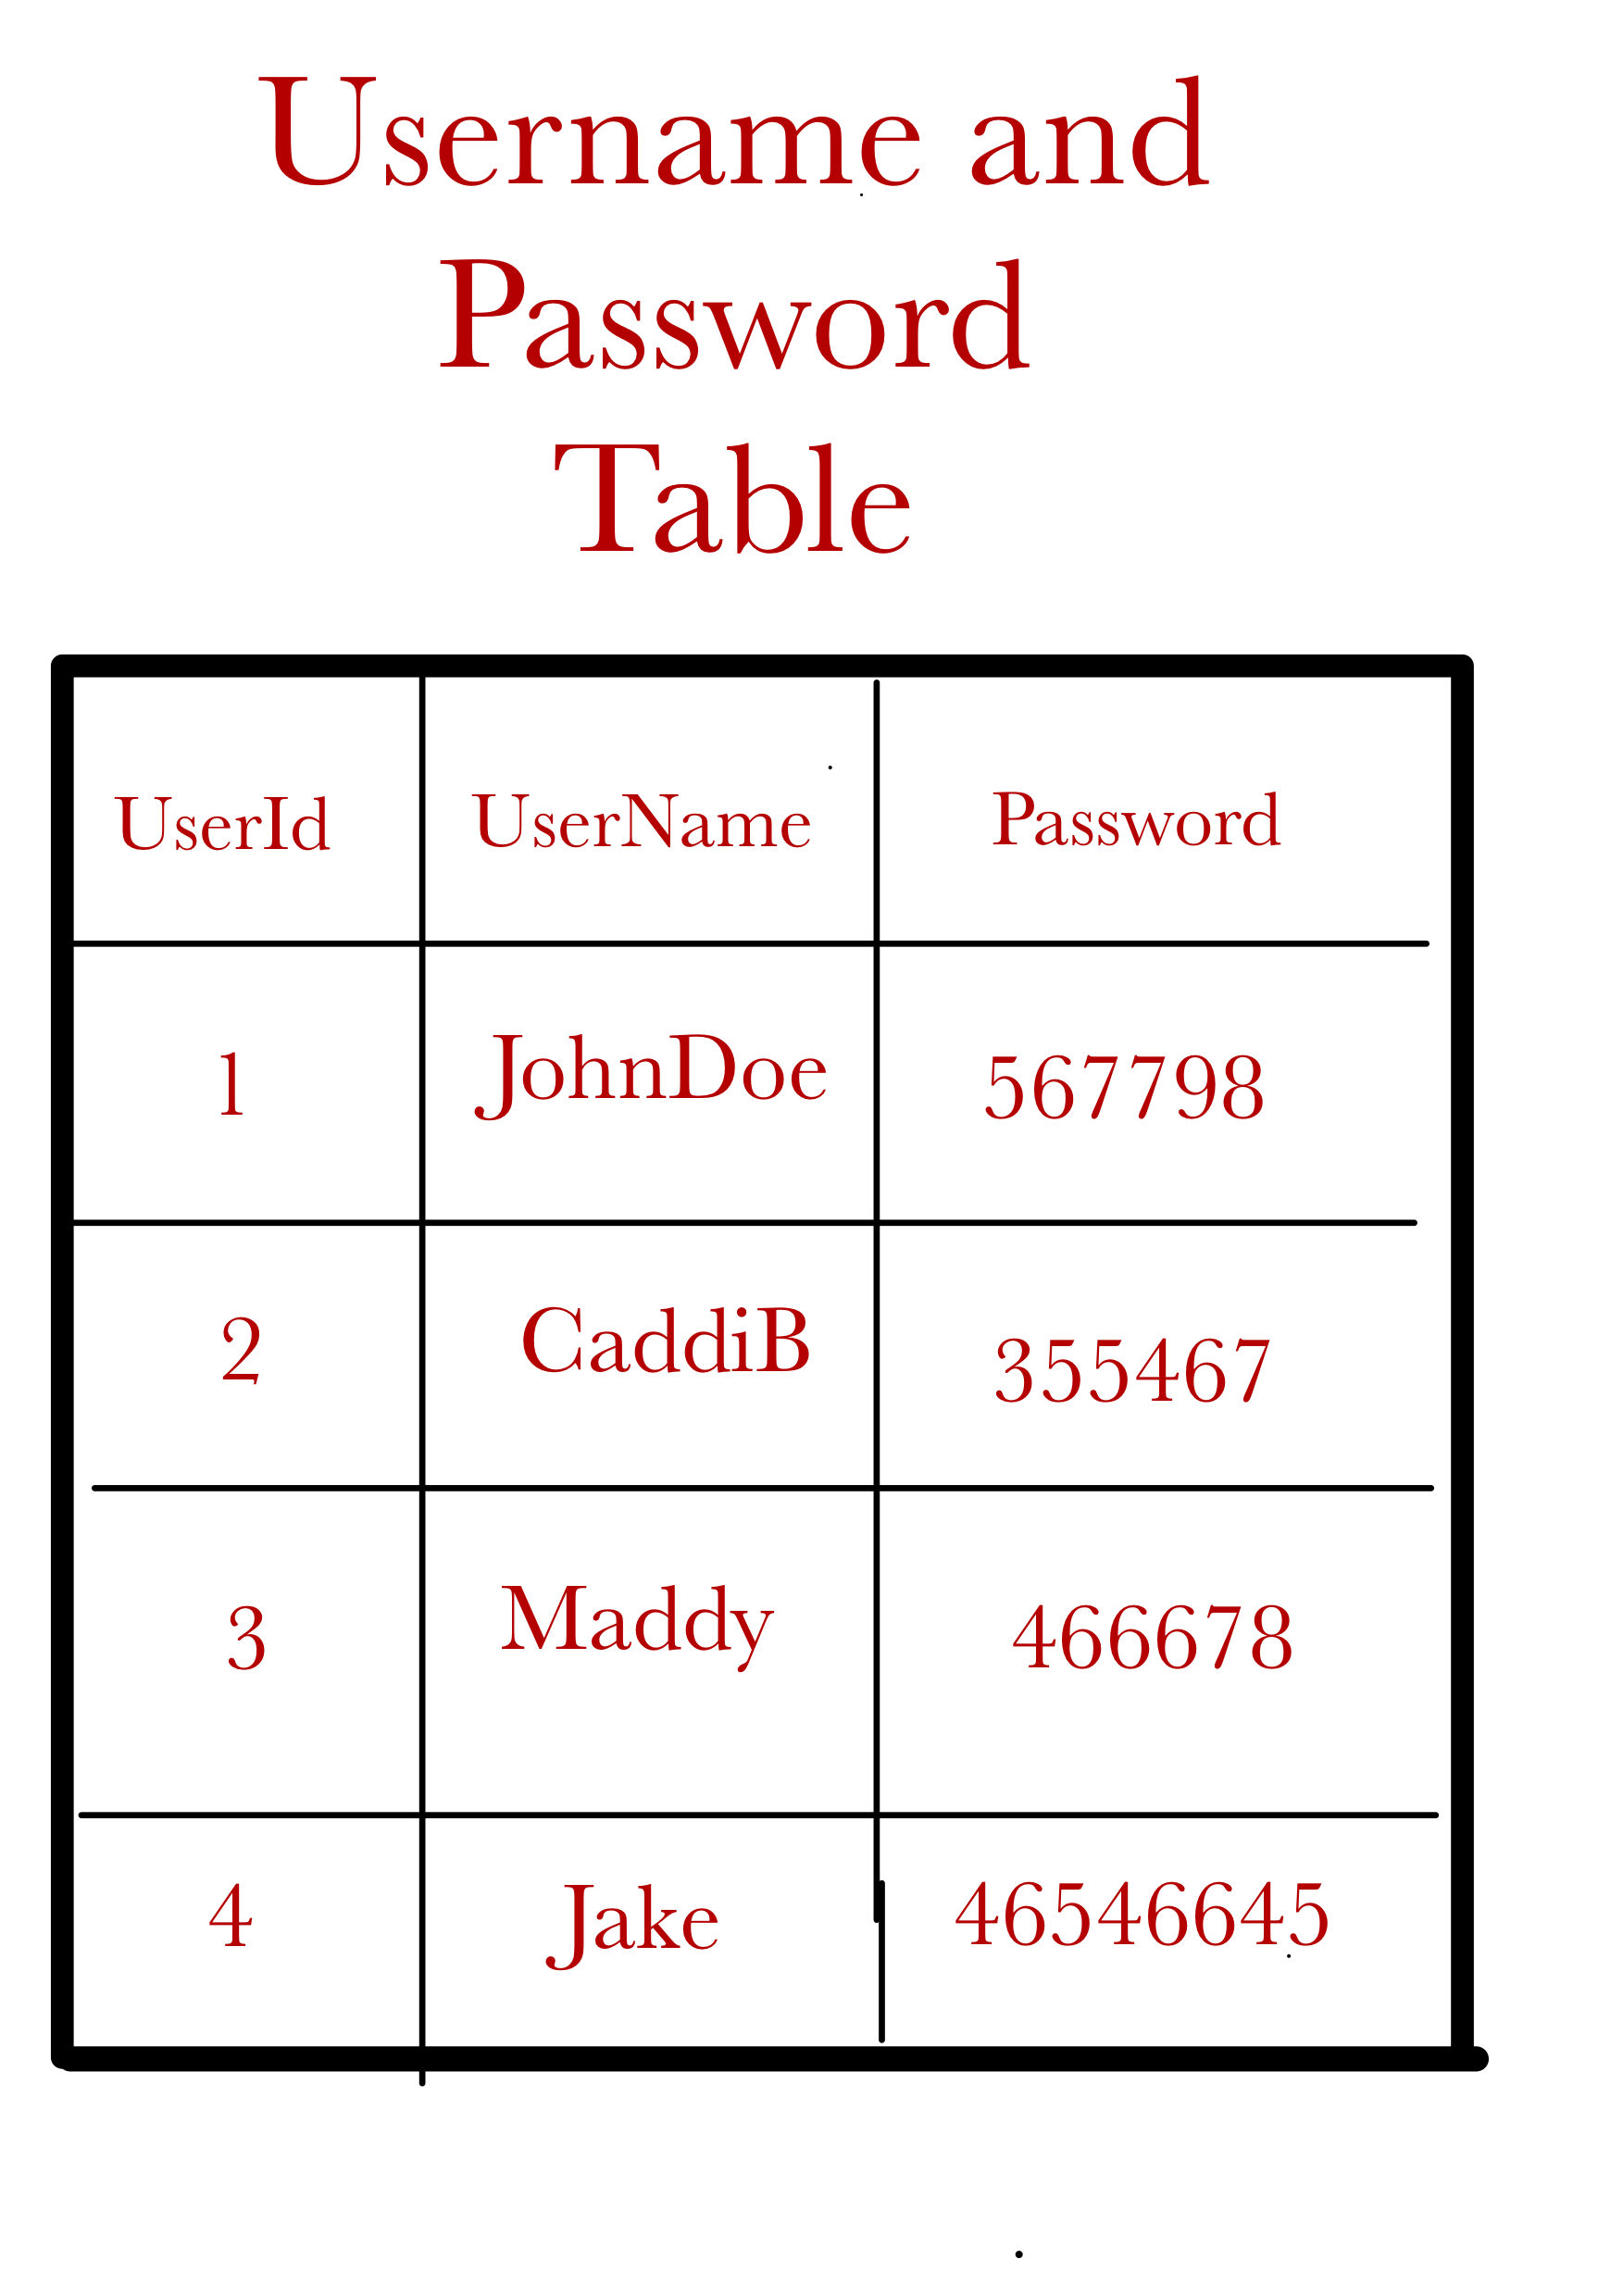 Username and
Password
Table
UserId UserName Password
1 JohnDoe 567798
2 CaddiB 355467
3 Maddy 466678
4 Jake 46546645